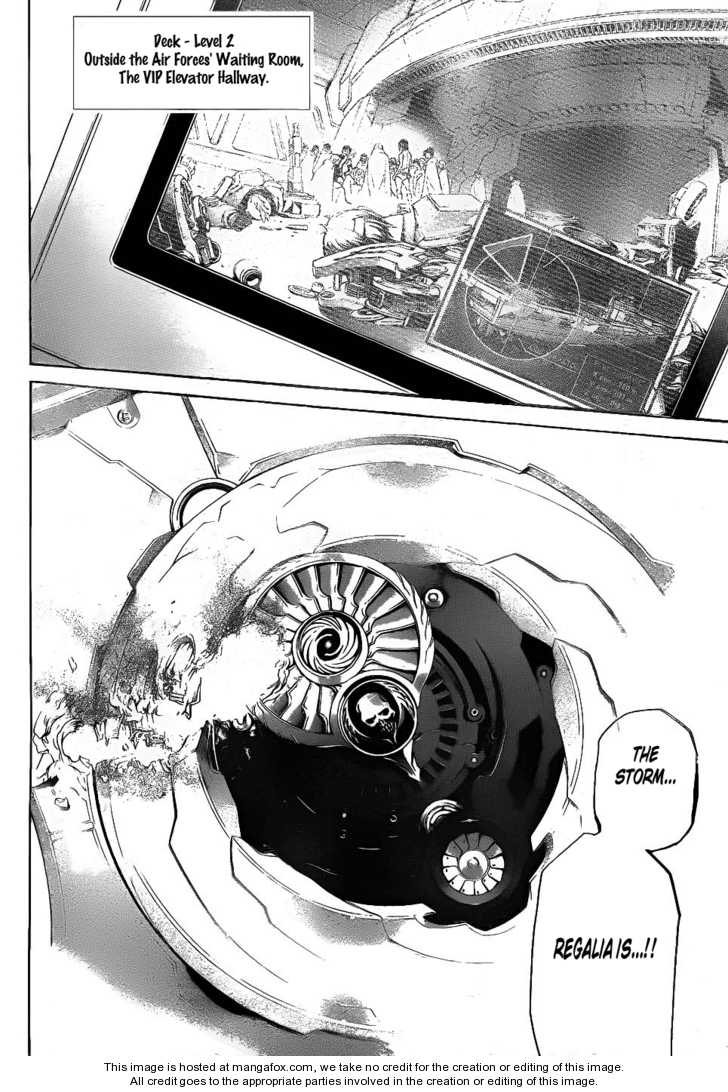 Deck - Level 2
Outside the Air Forces' Waiting Room,
The VIP Elevator Hallway.
THE
STORM...
REGALIA IS...!!
This image is hosted at mangafox.com, we take no credit for the creation or editing of this image.
All credit goes to the appropriate parties involved in the creation or editing of this image.